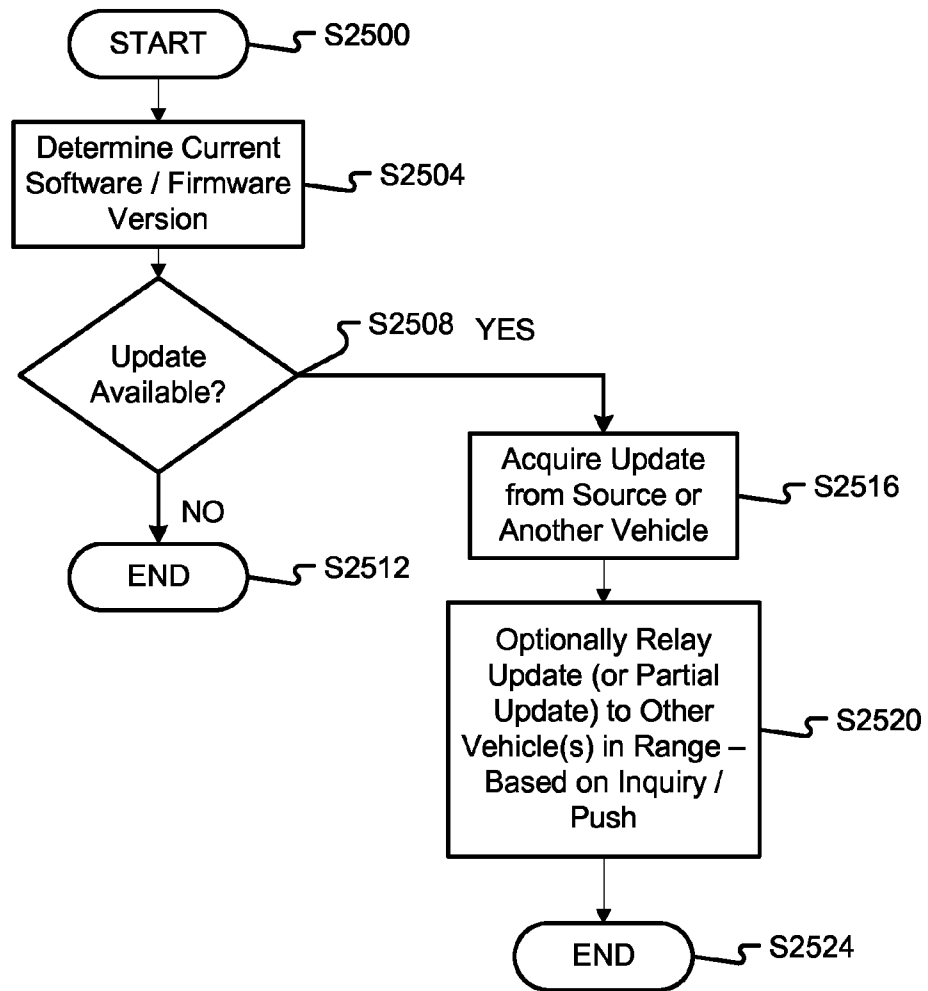 START
S2500
Determine Current
Software / Firmware
Version
S2504
Update
Available?
S2508
YES
NO
END
S2512
Acquire Update
from Source or
Another Vehicle
S2516
Optionally Relay
Update (or Partial
Update) to Other
Vehicle(s) in Range –
Based on Inquiry /
Push
S2520
END
S2524